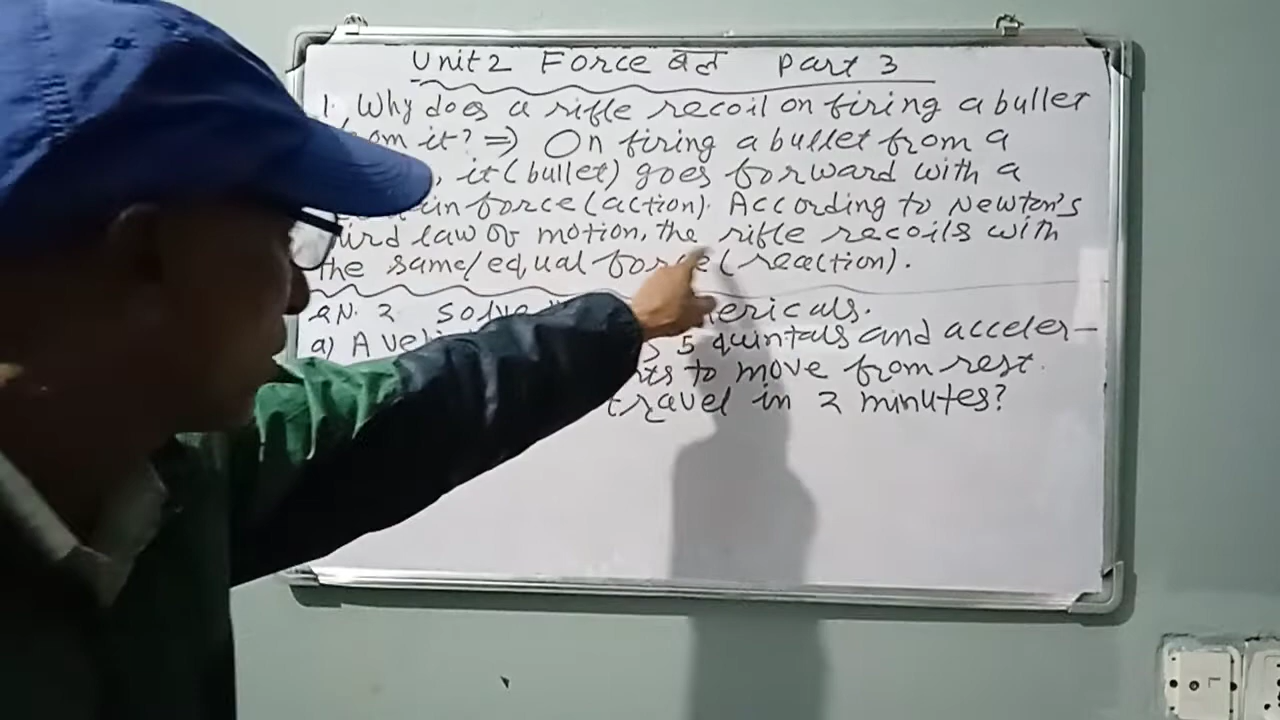 Unit 2 Force बल Part 3
1. Why does a rifle recoil on firing a bullet
it? => On firing a bullet from a
, it (bullet) goes forward with a
force (action). According to Newton's
law of motion, the rifle recoils with
the same/equal force (reaction).
QN. 2 Solve
a) A 5 quintals and acceler-
to move from rest.
travel in 2 minutes?